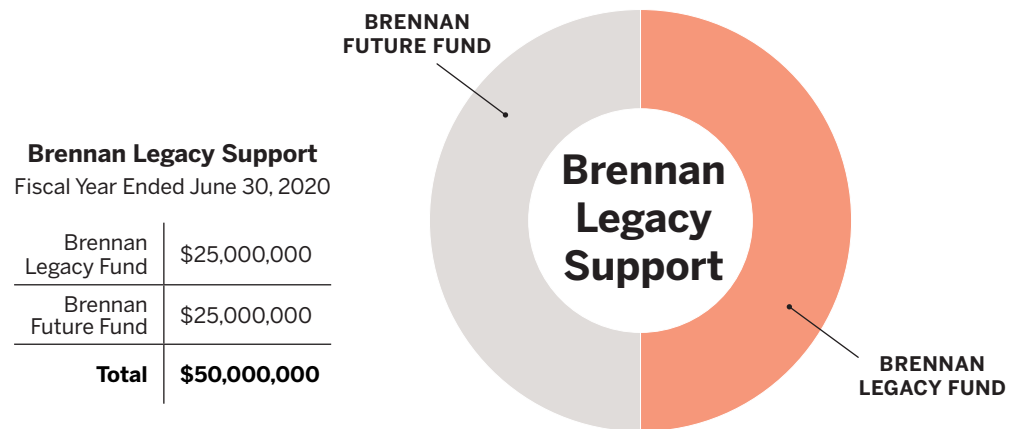 Brennan Legacy Support
Fiscal Year Ended June 30, 2020
Brennan
Legacy Fund
$25,000,000
Brennan
Future Fund
$25,000,000
Total
$50,000,000
BRENNAN
FUTURE FUND
Brennan
Legacy
Support
BRENNAN
LEGACY FUND